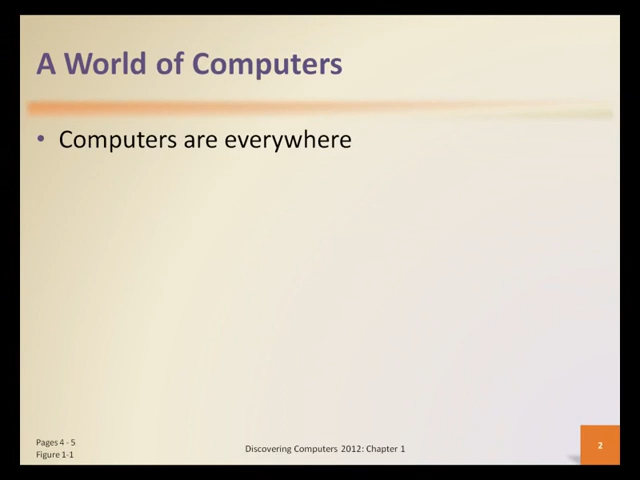 A World of Computers
• Computers are everywhere
Pages 4 - 5
Figure 1-1
Discovering Computers 2012: Chapter 1
2